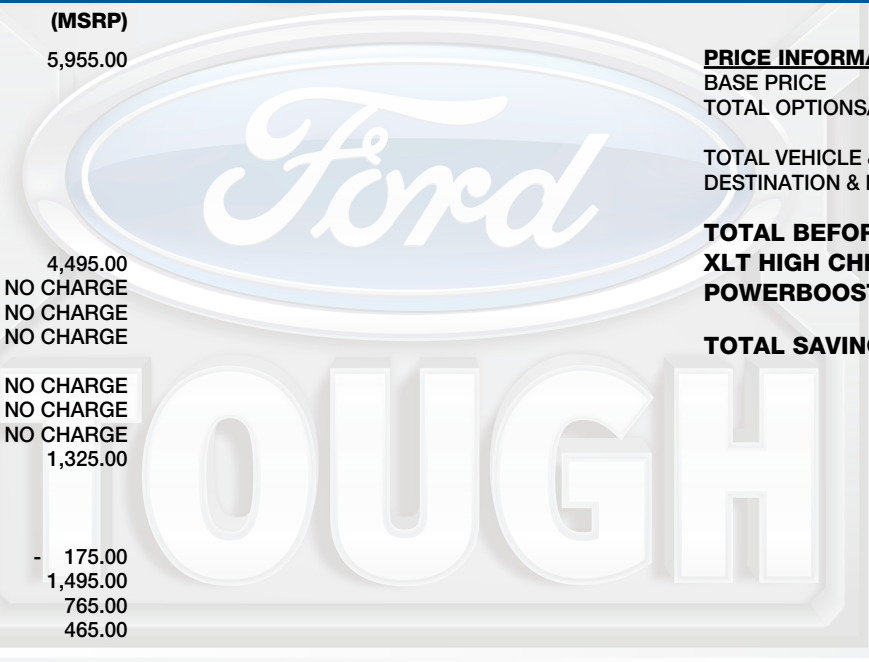 (MSRP)
5,955.00
4,495.00
NO CHARGE
NO CHARGE
NO CHARGE
NO CHARGE
NO CHARGE
NO CHARGE
1,325.00
- 175.00
1,495.00
765.00
465.00
PRICE INFORMA
BASE PRICE
TOTAL OPTIONS
TOTAL VEHICLE &
DESTINATION &
TOTAL BEFOR
XLT HIGH CH
POWERBOOST
TOTAL SAVIN
Ford
TOUGH